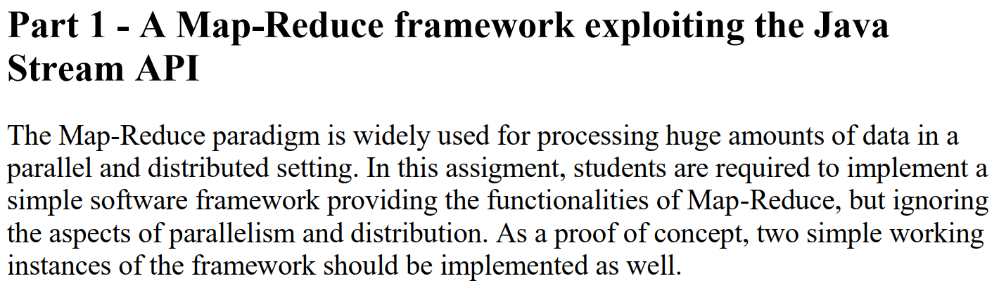 Part 1 - A Map-Reduce framework exploiting the Java
Stream API
The Map-Reduce paradigm is widely used for processing huge amounts of data in a
parallel and distributed setting. In this assigment, students are required to implement a
simple software framework providing the functionalities of Map-Reduce, but ignoring
the aspects of parallelism and distribution. As a proof of concept, two simple working
instances of the framework should be implemented as well.